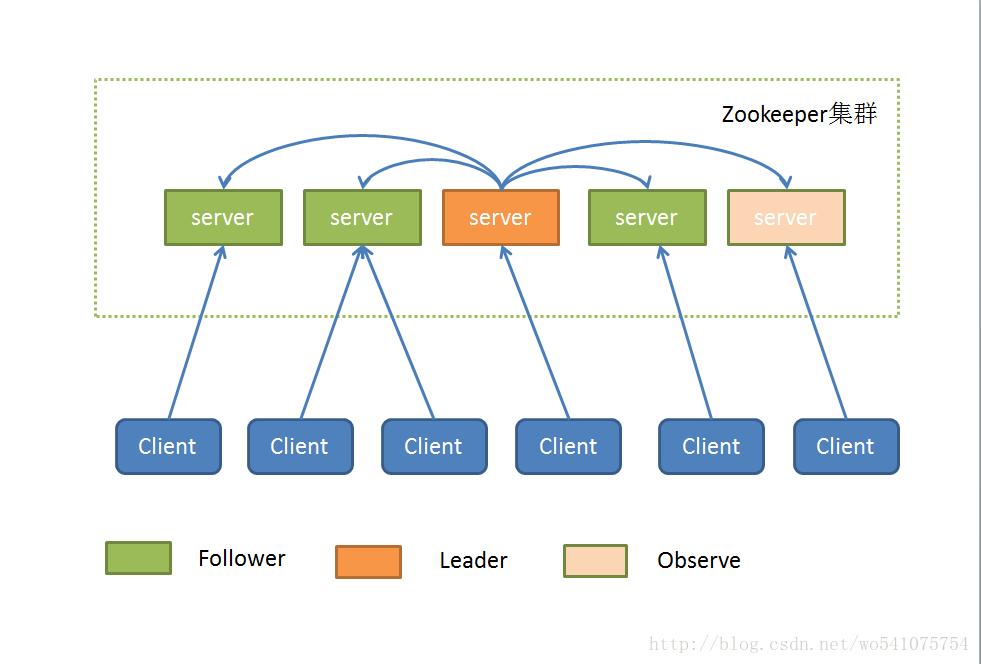 Zookeeper集群
server
server
server
server
server
Client
Client
Client
Client
Client
Client
Follower
Leader
Observe
http://blog.csdn.net/wo541075754